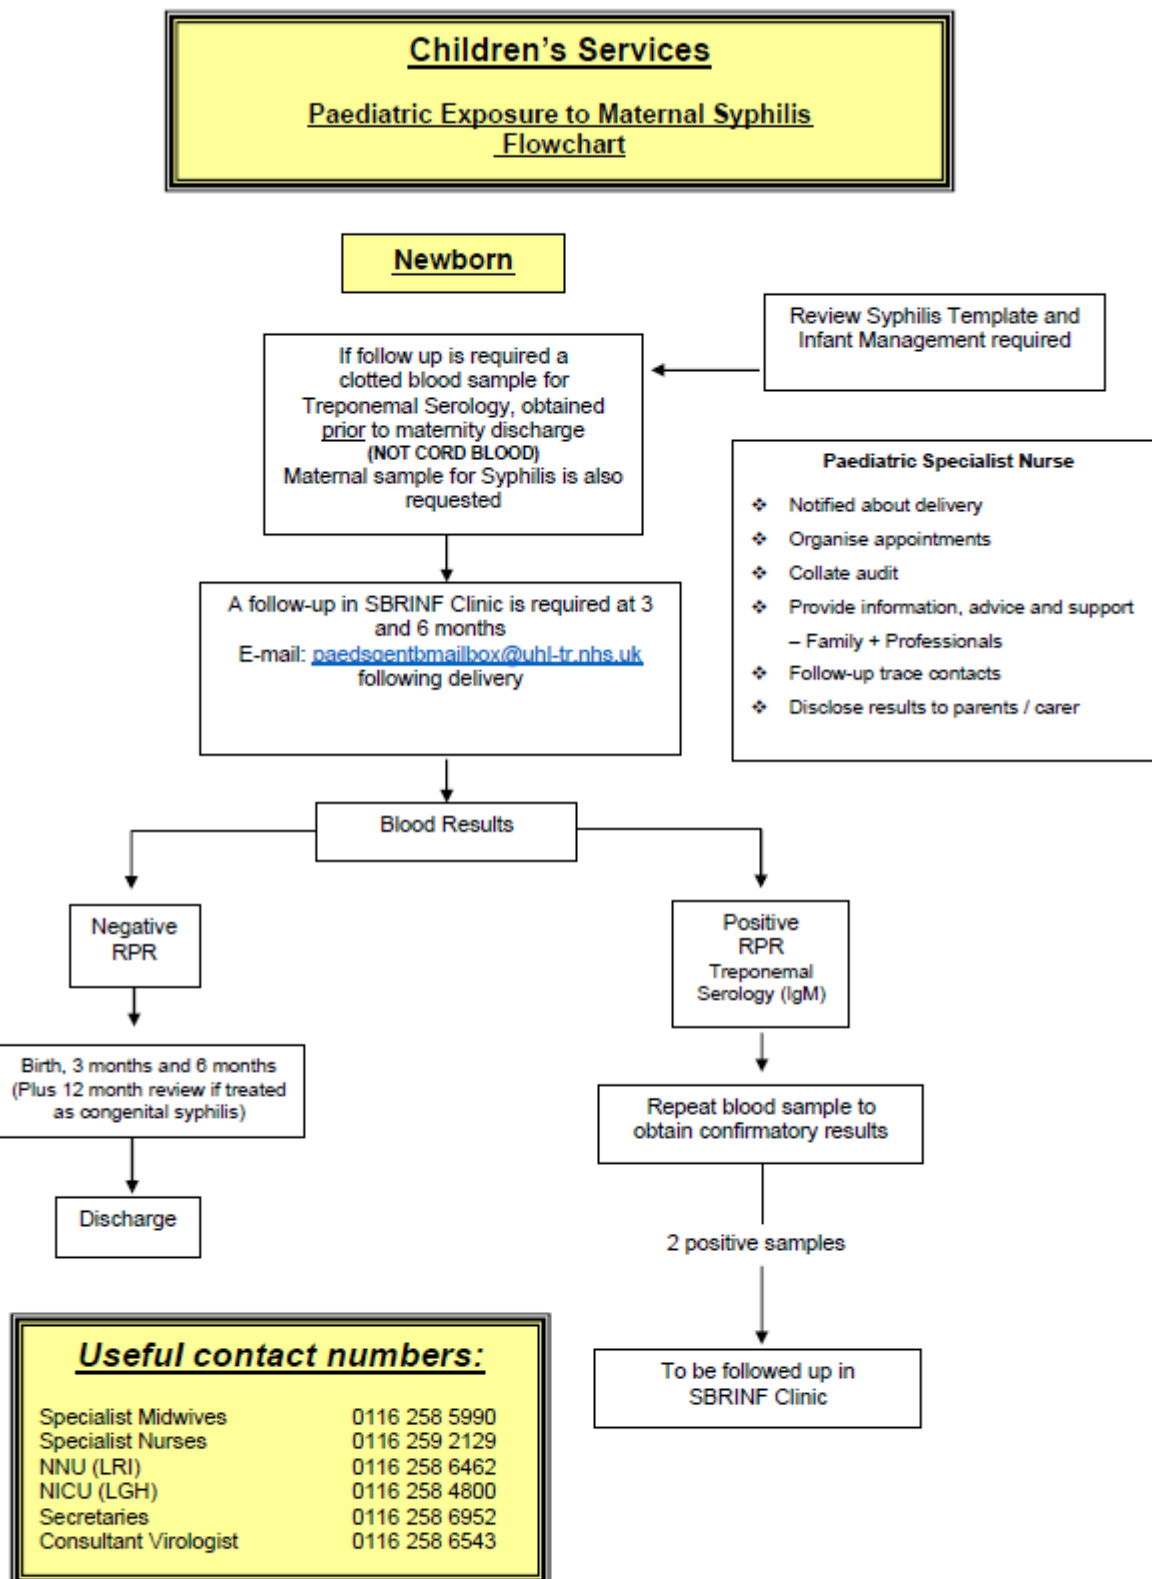 Children's Services
Paediatric Exposure to Maternal Syphilis
Flowchart
Newborn
Review Syphilis Template and
Infant Management required
If follow up is required a
clotted blood sample for
Treponemal Serology, obtained
prior to maternity discharge
(NOT CORD BLOOD)
Maternal sample for Syphilis is also
requested
Paediatric Specialist Nurse
❖ Notified about delivery
❖ Organise appointments
❖ Collate audit
❖ Provide information, advice and support
– Family + Professionals
❖ Follow-up trace contacts
❖ Disclose results to parents / carer
A follow-up in SBRINF Clinic is required at 3
and 6 months
E-mail: paedsgentbmailbox@uhl-tr.nhs.uk
following delivery
Blood Results
Negative
RPR
Positive
RPR
Treponemal
Serology (IgM)
Birth, 3 months and 6 months
(Plus 12 month review if treated
as congenital syphilis)
Repeat blood sample to
obtain confirmatory results
Discharge
2 positive samples
To be followed up in
SBRINF Clinic
Useful contact numbers:
Specialist Midwives 0116 258 5990
Specialist Nurses 0116 259 2129
NNU (LRI) 0116 258 6462
NICU (LGH) 0116 258 4800
Secretaries 0116 258 6952
Consultant Virologist 0116 258 6543